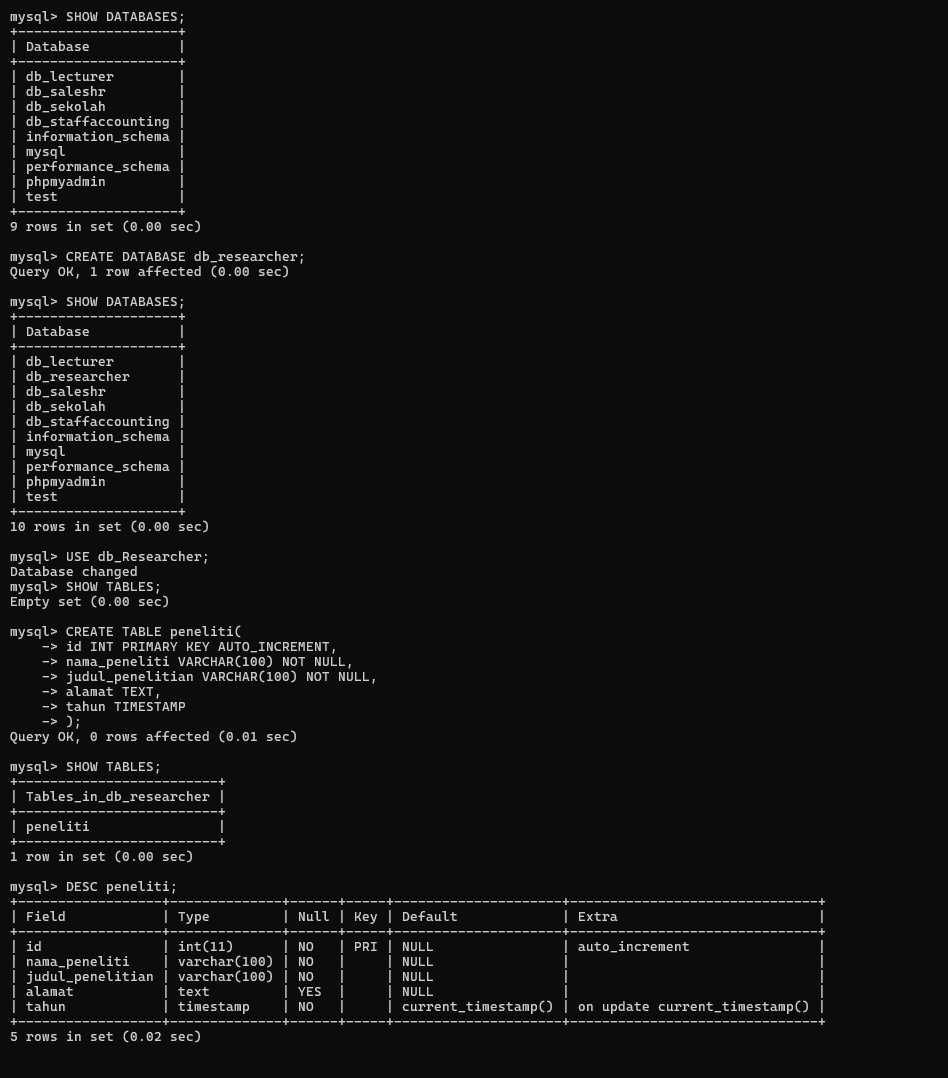 mysql> SHOW DATABASES;
+--------------------+
| Database           |
+--------------------+
| db_lecturer        |
| db_saleshr         |
| db_sekolah         |
| db_staffaccounting |
| information_schema |
| mysql              |
| performance_schema |
| phpmyadmin         |
| test               |
+--------------------+
9 rows in set (0.00 sec)

mysql> CREATE DATABASE db_researcher;
Query OK, 1 row affected (0.00 sec)

mysql> SHOW DATABASES;
+--------------------+
| Database           |
+--------------------+
| db_lecturer        |
| db_researcher      |
| db_saleshr         |
| db_sekolah         |
| db_staffaccounting |
| information_schema |
| mysql              |
| performance_schema |
| phpmyadmin         |
| test               |
+--------------------+
10 rows in set (0.00 sec)

mysql> USE db_Researcher;
Database changed
mysql> SHOW TABLES;
Empty set (0.00 sec)

mysql> CREATE TABLE peneliti(
    -> id INT PRIMARY KEY AUTO_INCREMENT,
    -> nama_peneliti VARCHAR(100) NOT NULL,
    -> judul_penelitian VARCHAR(100) NOT NULL,
    -> alamat TEXT,
    -> tahun TIMESTAMP
    -> );
Query OK, 0 rows affected (0.01 sec)

mysql> SHOW TABLES;
+-------------------------+
| Tables_in_db_researcher |
+-------------------------+
| peneliti                |
+-------------------------+
1 row in set (0.00 sec)

mysql> DESC peneliti;
+------------------+--------------+------+-----+---------------------+-------------------------------+
| Field            | Type         | Null | Key | Default             | Extra                         |
+------------------+--------------+------+-----+---------------------+-------------------------------+
| id               | int(11)      | NO   | PRI | NULL                | auto_increment                |
| nama_peneliti    | varchar(100) | NO   |     | NULL                |                               |
| judul_penelitian | varchar(100) | NO   |     | NULL                |                               |
| alamat           | text         | YES  |     | NULL                |                               |
| tahun            | timestamp    | NO   |     | current_timestamp() | on update current_timestamp() |
+------------------+--------------+------+-----+---------------------+-------------------------------+
5 rows in set (0.02 sec)